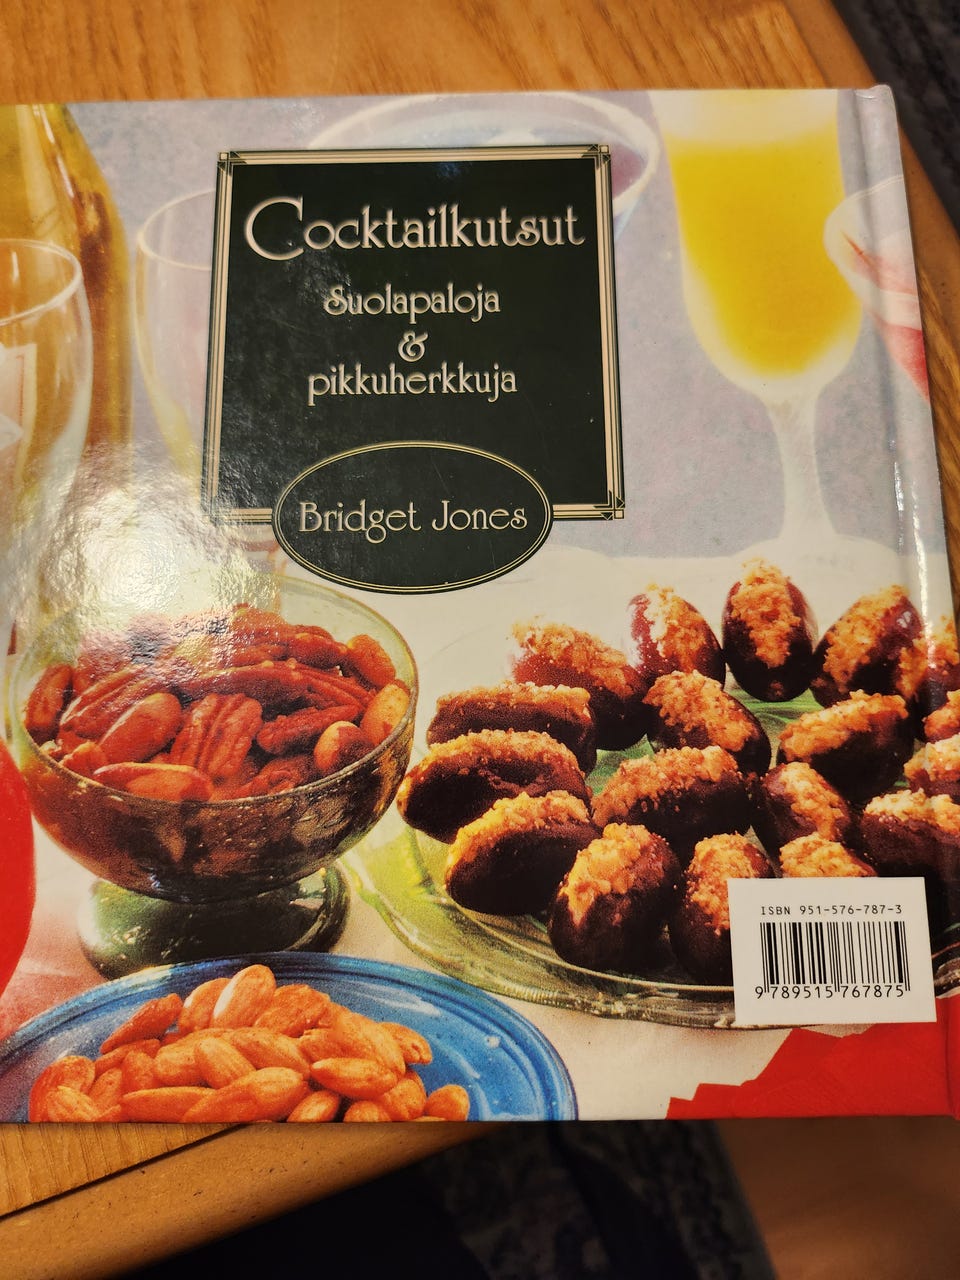 Cocktailkutsut
Suolapaloja
&
pikkuherkkuja
Bridget Jones
ISBN 951-576-787-3
9 789515 767875